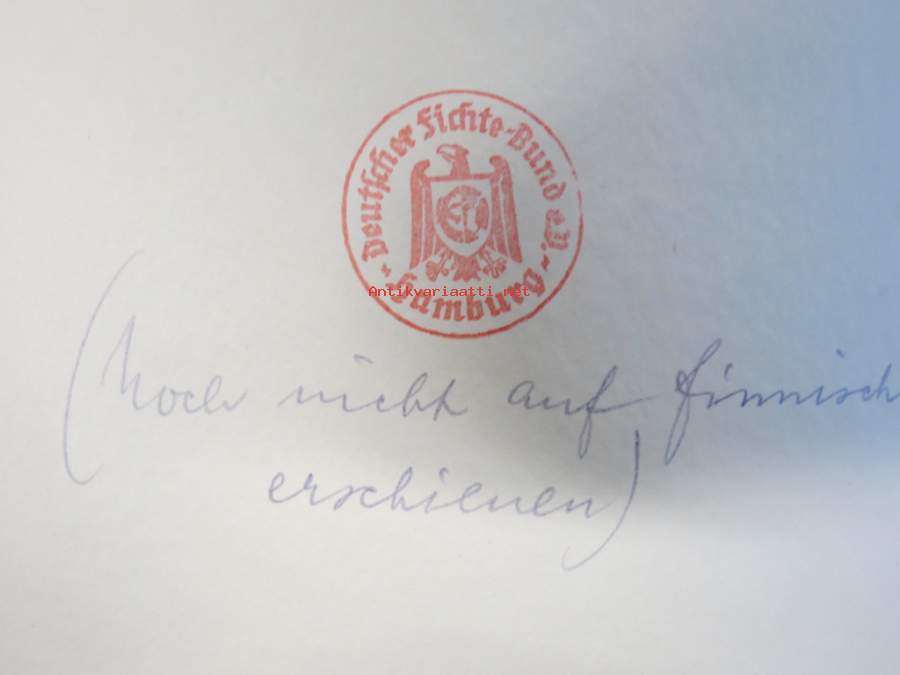 Deutscher Fichte-Bund e.V.
Hamburg
Antikvariaatti.net
(Noch nicht auf finnisch
erschienen)